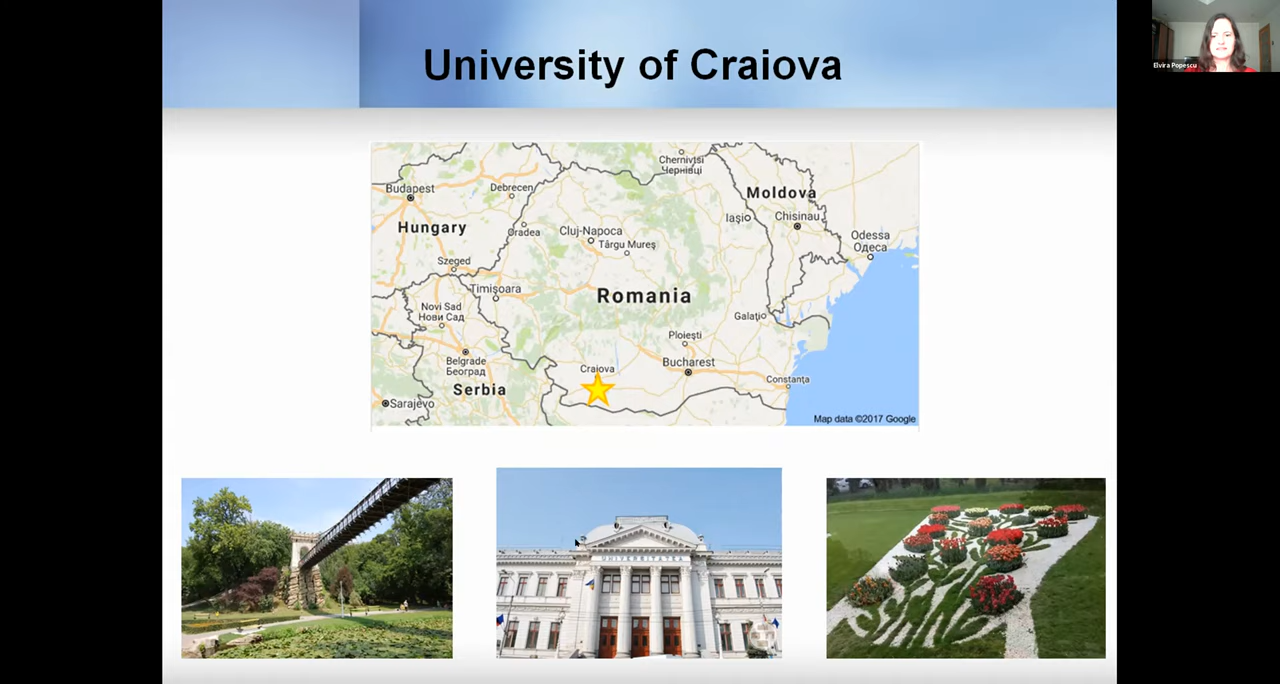 University of Craiova
Elvira Popescu
Chernivtsi
Чернівці
Budapest
Debrecen
Moldova
Hungary
Oradea
Cluj-Napoca
Iași
Chisinau
Târgu Mureș
Odessa
Одеса
Szeged
Timișoara
Romania
Novi Sad
Нови Сад
Galați
Ploiești
Belgrade
Београд
Craiova
Bucharest
Constanța
Serbia
Sarajevo
Map data ©2017 Google
UNIVERSITATEA